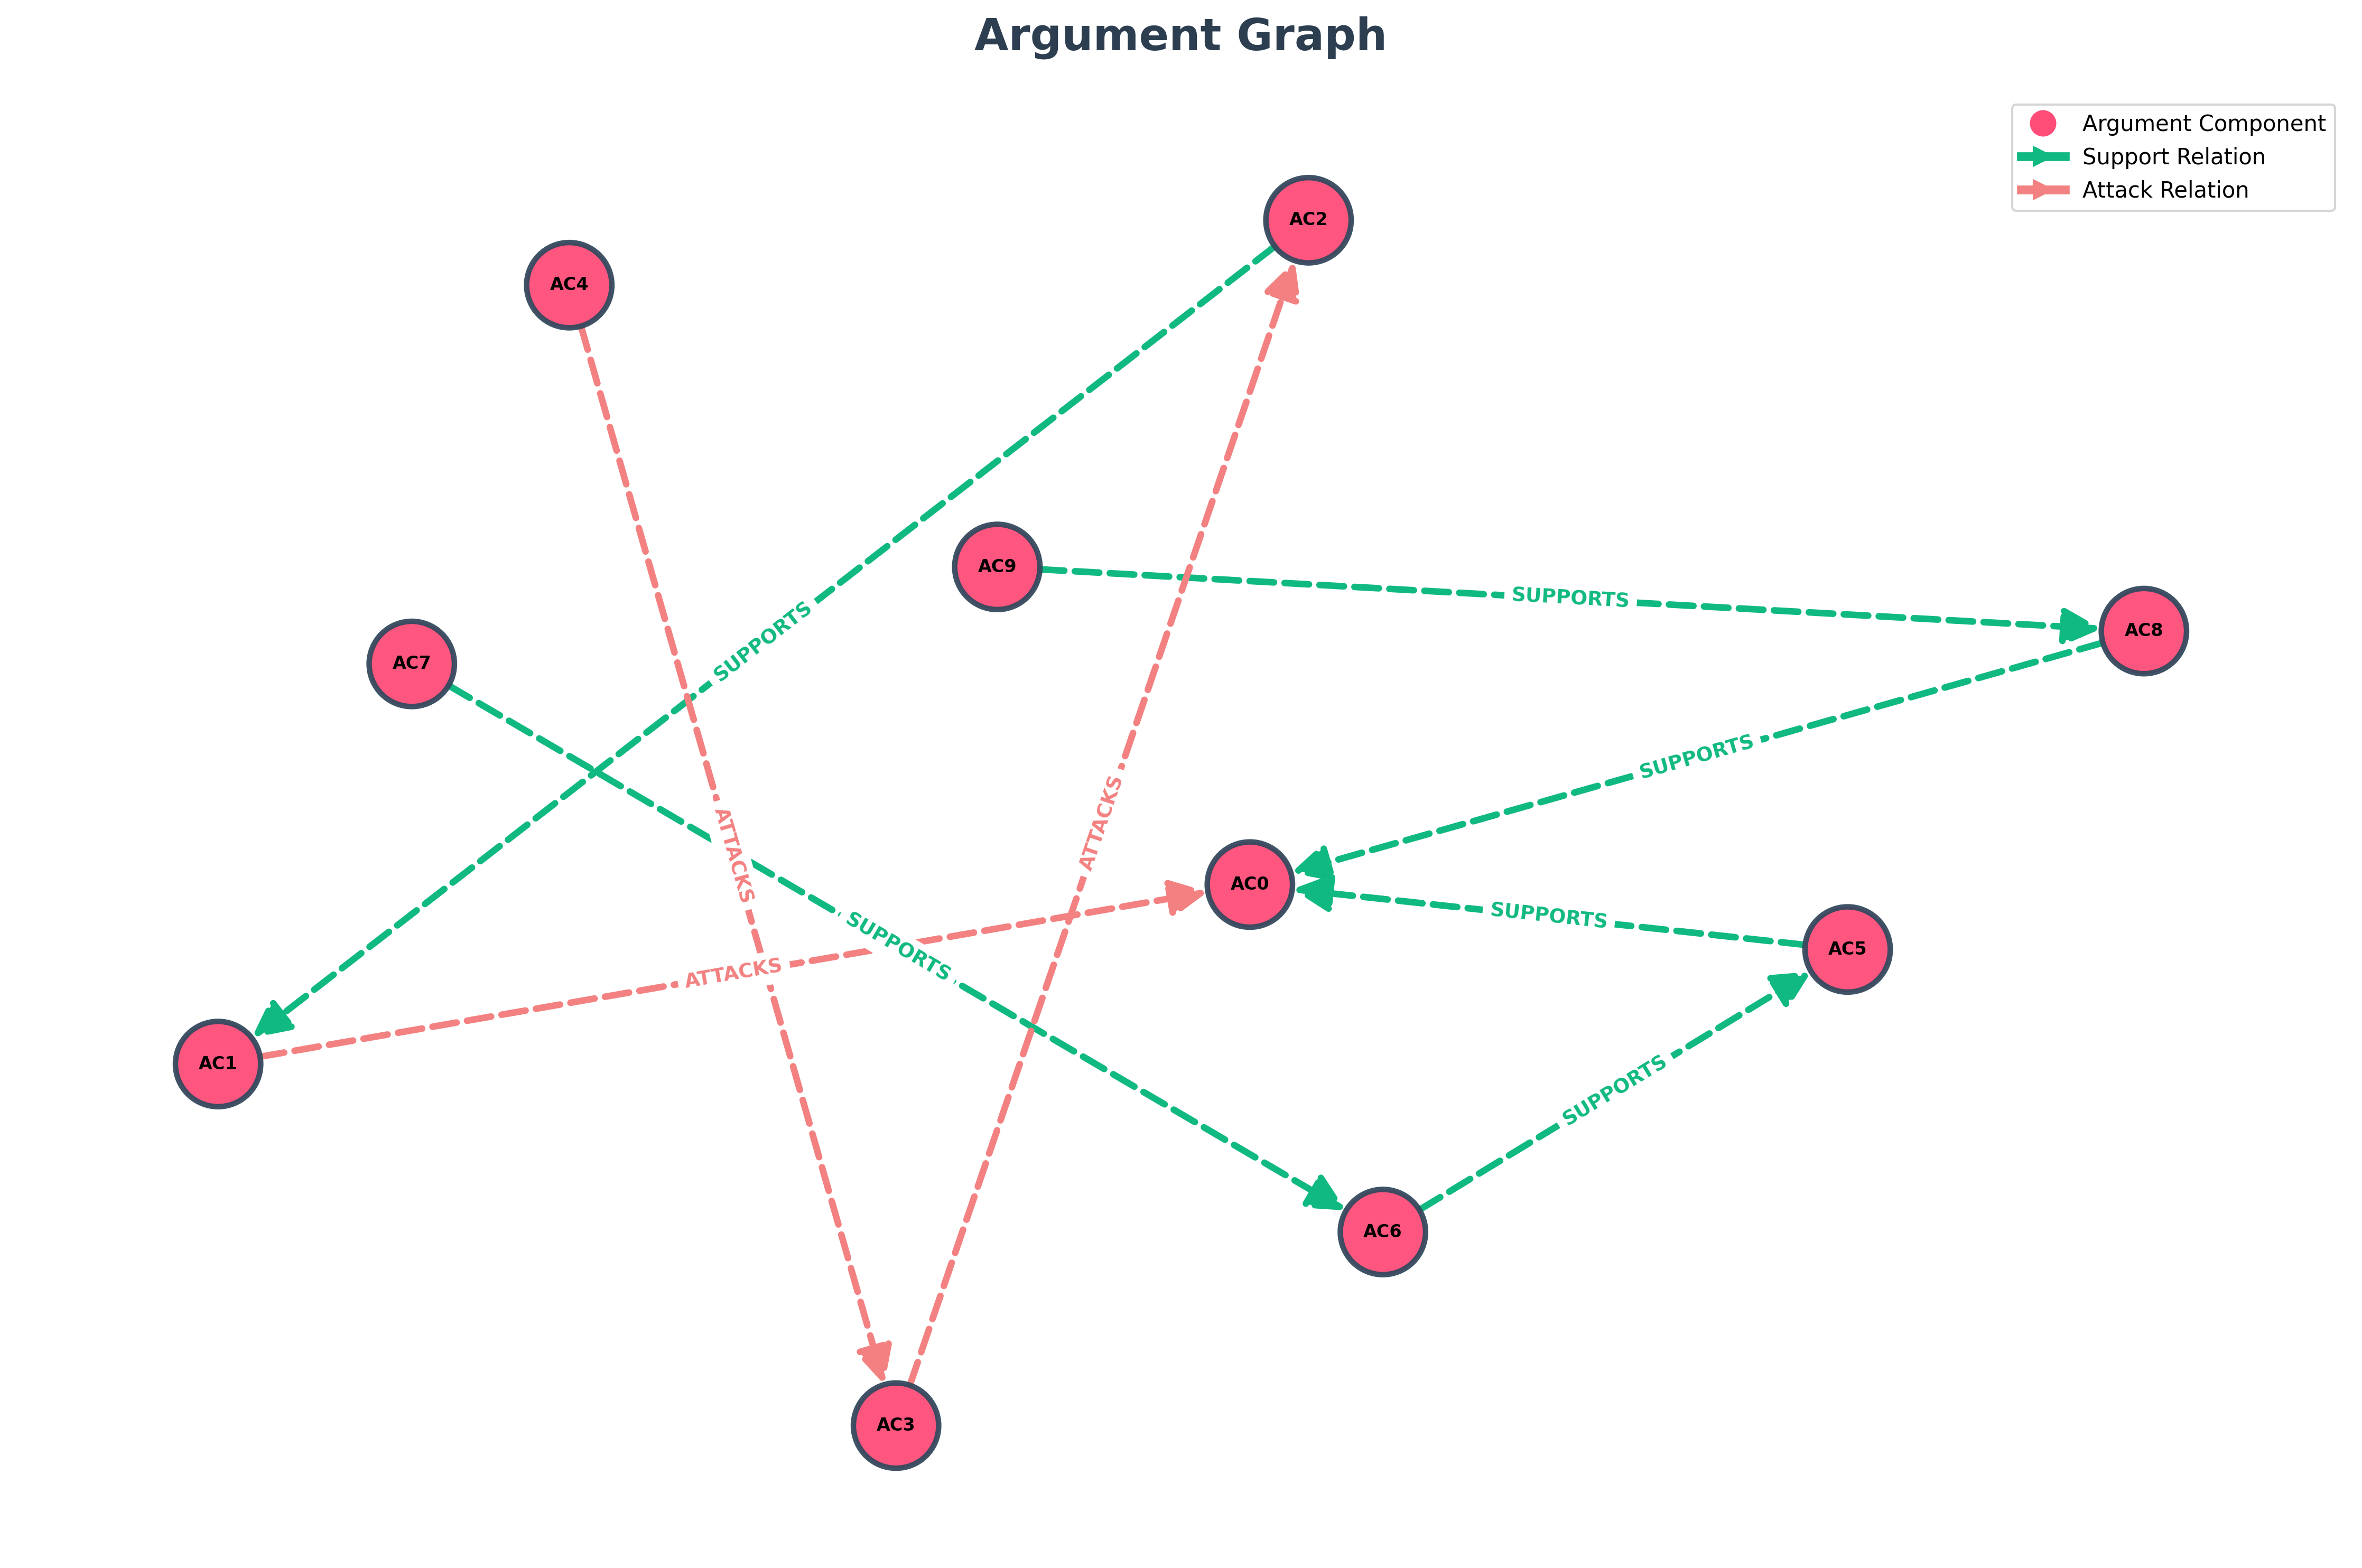 Argument Graph
Argument Component
Support Relation
Attack Relation
AC2
AC4
AC9
SUPPORTS
SUPPORTS
AC8
AC7
SUPPORTS
ATTACKS
ATTACKS
AC0
SUPPORTS
SUPPORTS
AC5
ATTACKS
AC1
SUPPORTS
AC6
AC3